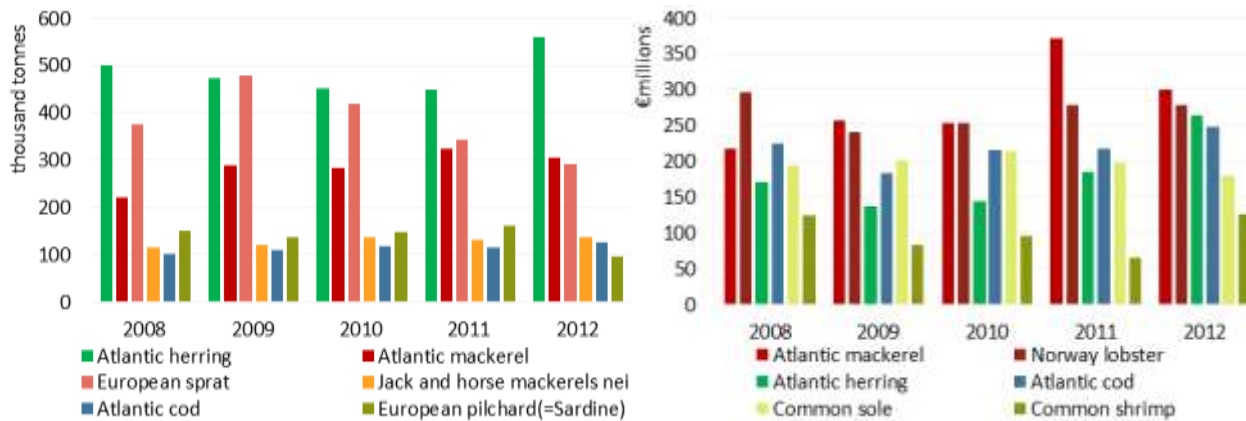 thousand tonnes
600
500
400
300
200
100
0
2008 2009 2010 2011 2012
Atlantic herring Atlantic mackerel
European sprat Jack and horse mackerels nei
Atlantic cod European pilchard(=Sardine)
€millions
400
350
300
250
200
150
100
50
0
2008 2009 2010 2011 2012
Atlantic mackerel Norway lobster
Atlantic herring Atlantic cod
Common sole Common shrimp